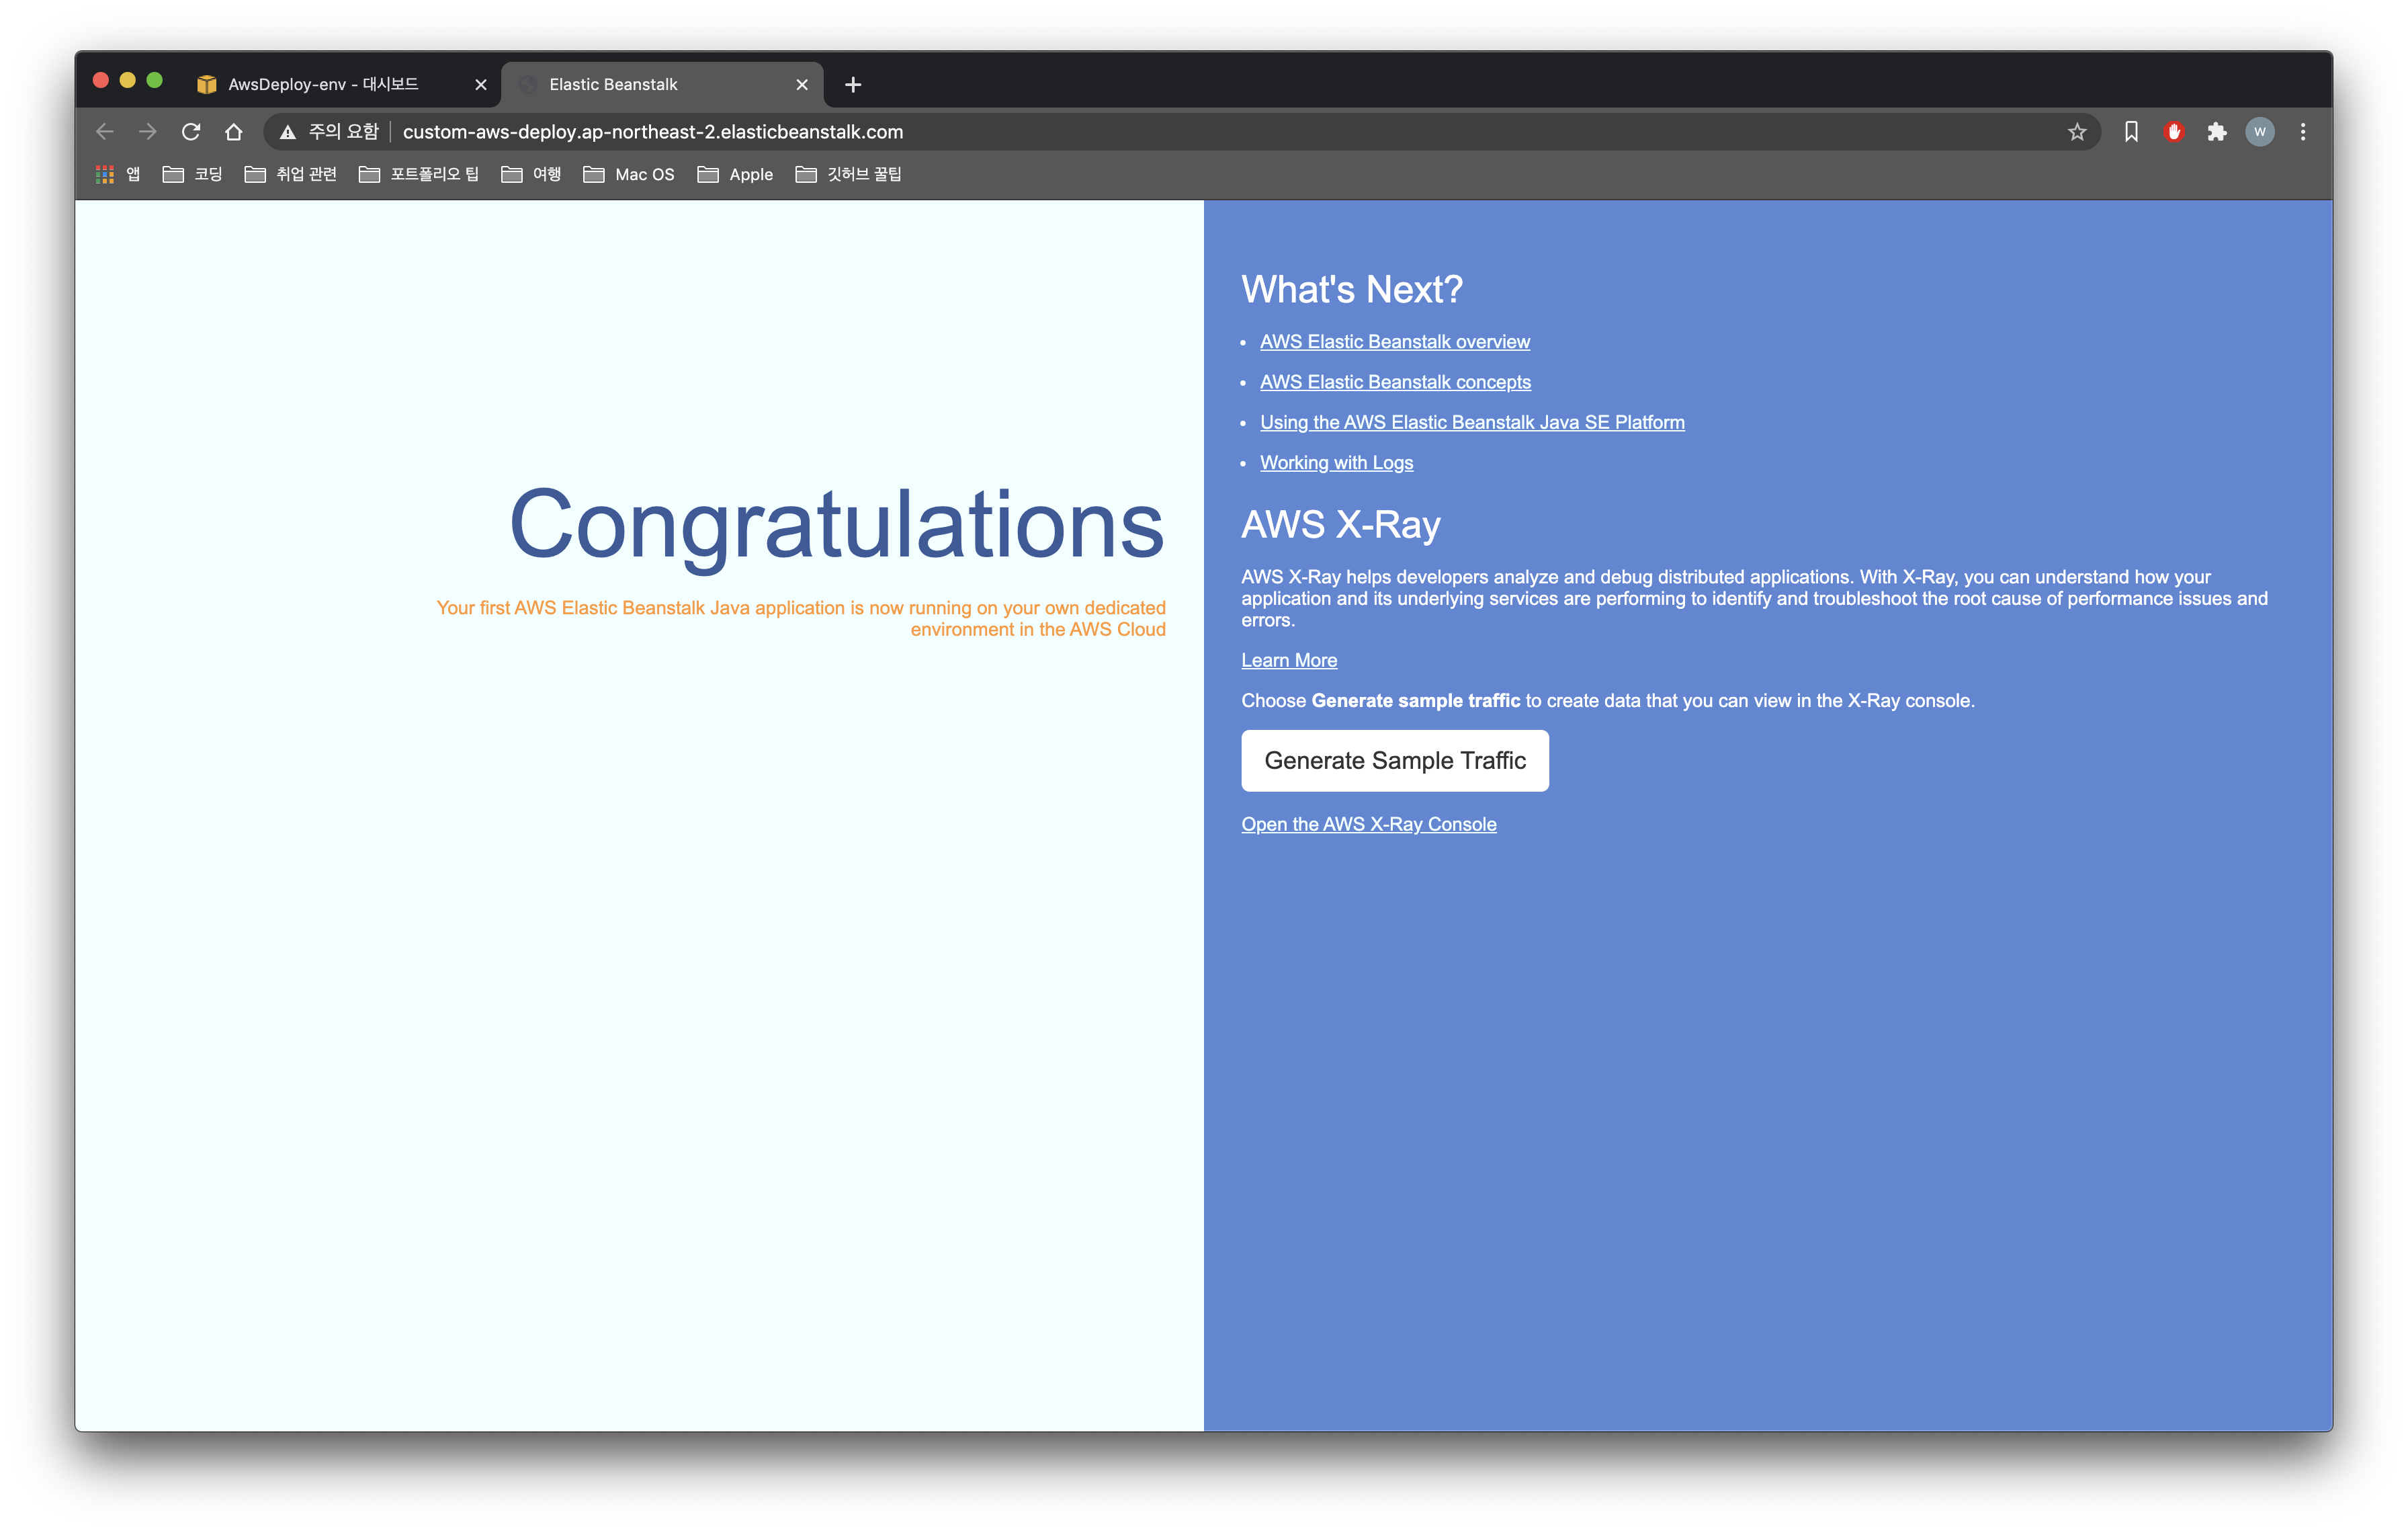 AwsDeploy-env - 대시보드
Elastic Beanstalk
주의 요함
custom-aws-deploy.ap-northeast-2.elasticbeanstalk.com
W
앱
코딩
취업 관련
포트폴리오 팁
여행
Mac OS
Apple
깃허브 꿀팁
Congratulations
Your first AWS Elastic Beanstalk Java application is now running on your own dedicated
environment in the AWS Cloud
What's Next?
AWS Elastic Beanstalk overview
AWS Elastic Beanstalk concepts
Using the AWS Elastic Beanstalk Java SE Platform
Working with Logs
AWS X-Ray
AWS X-Ray helps developers analyze and debug distributed applications. With X-Ray, you can understand how your
application and its underlying services are performing to identify and troubleshoot the root cause of performance issues and
errors.
Learn More
Choose Generate sample traffic to create data that you can view in the X-Ray console.
Generate Sample Traffic
Open the AWS X-Ray Console